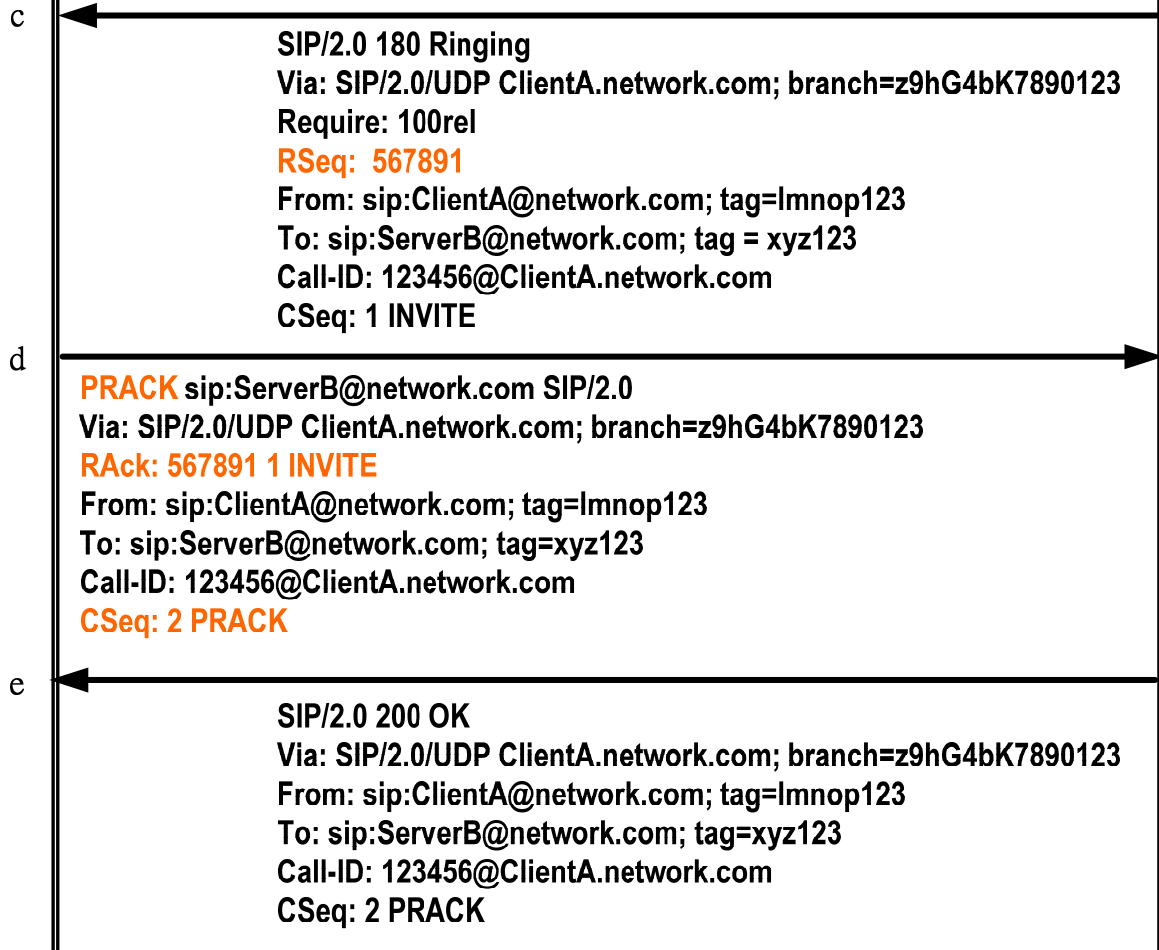 c
SIP/2.0 180 Ringing
Via: SIP/2.0/UDP ClientA.network.com; branch=z9hG4bK7890123
Require: 100rel
RSeq: 567891
From: sip:ClientA@network.com; tag=lmnop123
To: sip:ServerB@network.com; tag = xyz123
Call-ID: 123456@ClientA.network.com
CSeq: 1 INVITE
d
PRACK sip:ServerB@network.com SIP/2.0
Via: SIP/2.0/UDP ClientA.network.com; branch=z9hG4bK7890123
RAck: 567891 1 INVITE
From: sip:ClientA@network.com; tag=lmnop123
To: sip:ServerB@network.com; tag=xyz123
Call-ID: 123456@ClientA.network.com
CSeq: 2 PRACK
e
SIP/2.0 200 OK
Via: SIP/2.0/UDP ClientA.network.com; branch=z9hG4bK7890123
From: sip:ClientA@network.com; tag=lmnop123
To: sip:ServerB@network.com; tag=xyz123
Call-ID: 123456@ClientA.network.com
CSeq: 2 PRACK